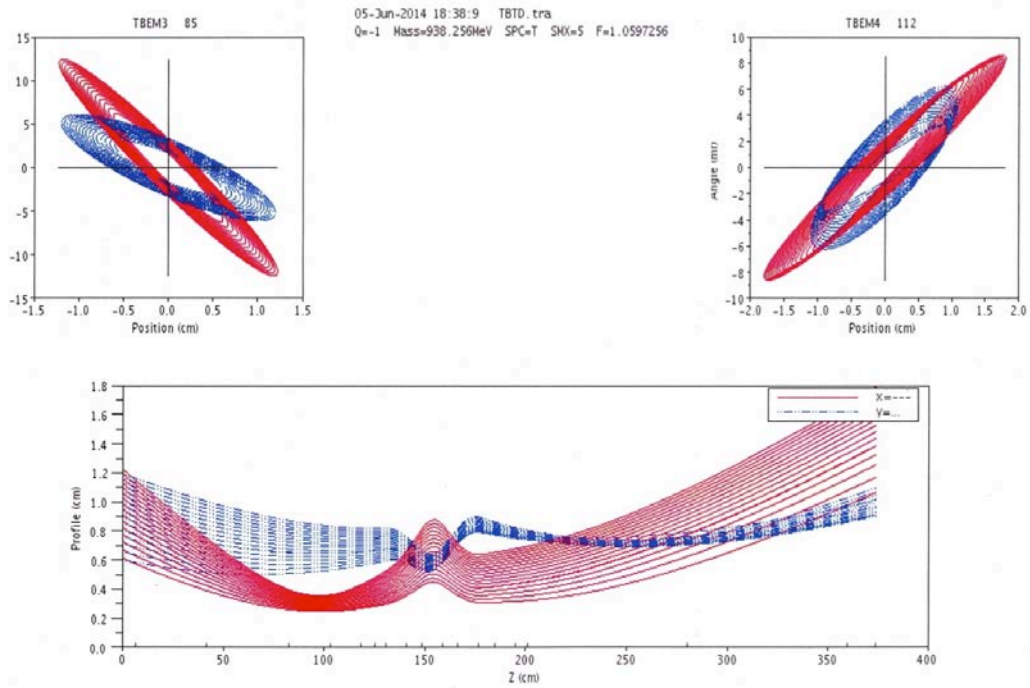 05-Jun-2014 18:38:9 TBTD.tra
Q=-1 Mass=938.256MeV SPC=T SMX=5 F=1.0597256
TBEM3 85
15
10
5
0
-5
-10
15
−1.5 −1.0 −0.5 0.0 0.5 1.0 1.5
Position (cm)
TBEM4 112
Angle (mr)
10
8
6
4
2
0
-2
-4
-6
-8
-10
-2.0 -1.5 -1.0 -0.5 0.0 0.5 1.0 1.5 2.0
Position (cm)
Profile (cm)
1.8
1.6
1.4
1.2
1.0
0.8
0.6
0.4
0.2
0.0
0 50 100 150 200 250 300 350 400
Z (cm)
X=----
Y=...